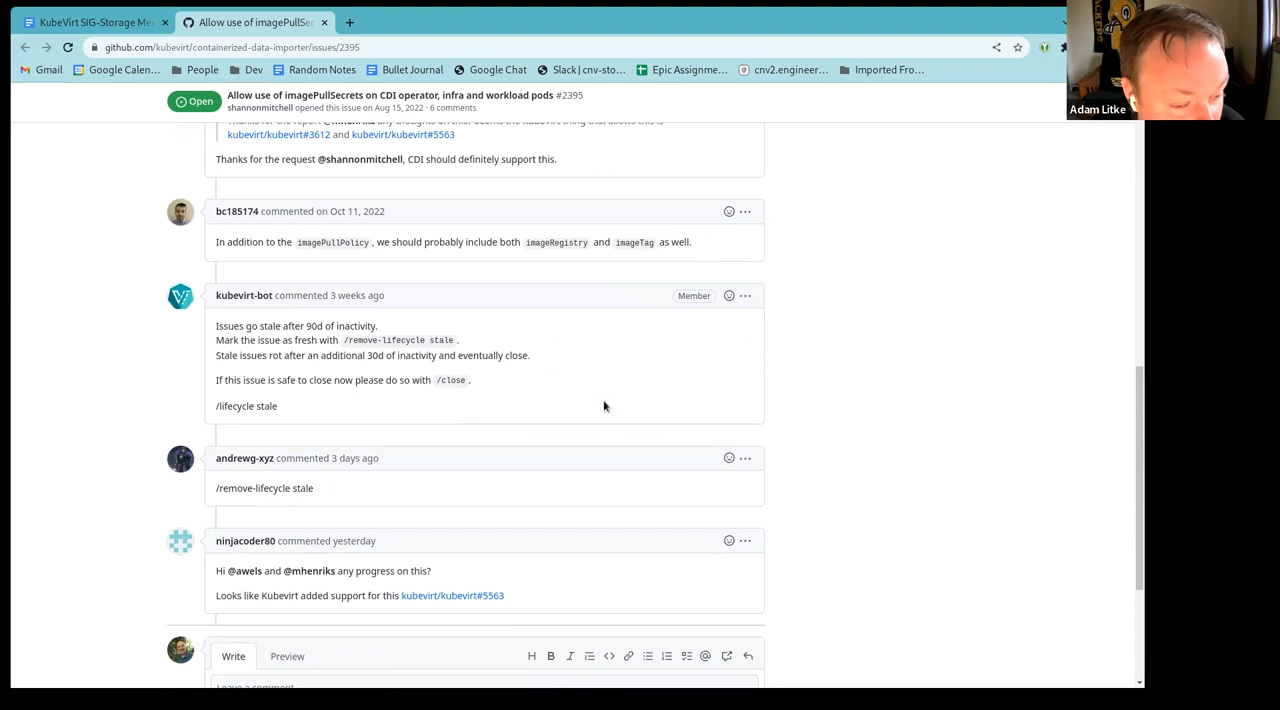 KubeVirt SIG-Storage Me
Allow use of imagePullSec
github.com/kubevirt/containerized-data-importer/issues/2395
Gmail
Google Calen...
People
Dev
Random Notes
Bullet Journal
Google Chat
Slack | cnv-sto...
Epic Assignme...
cnv2.engineer...
Imported Fro...
Adam Litke
Open
Allow use of imagePullSecrets on CDI operator, infra and workload pods #2395
shannonmitchell opened this issue on Aug 15, 2022 · 6 comments
kubevirt/kubevirt#3612 and kubevirt/kubevirt#5563
Thanks for the request @shannonmitchell, CDI should definitely support this.
bc185174 commented on Oct 11, 2022
In addition to the imagePullPolicy, we should probably include both imageRegistry and imageTag as well.
kubevirt-bot commented 3 weeks ago
Member
Issues go stale after 90d of inactivity.
Mark the issue as fresh with /remove-lifecycle stale.
Stale issues rot after an additional 30d of inactivity and eventually close.
If this issue is safe to close now please do so with /close.
/lifecycle stale
andrewg-xyz commented 3 days ago
/remove-lifecycle stale
ninjacoder80 commented yesterday
Hi @awels and @mhenriks any progress on this?
Looks like Kubevirt added support for this kubevirt/kubevirt#5563
Write
Preview